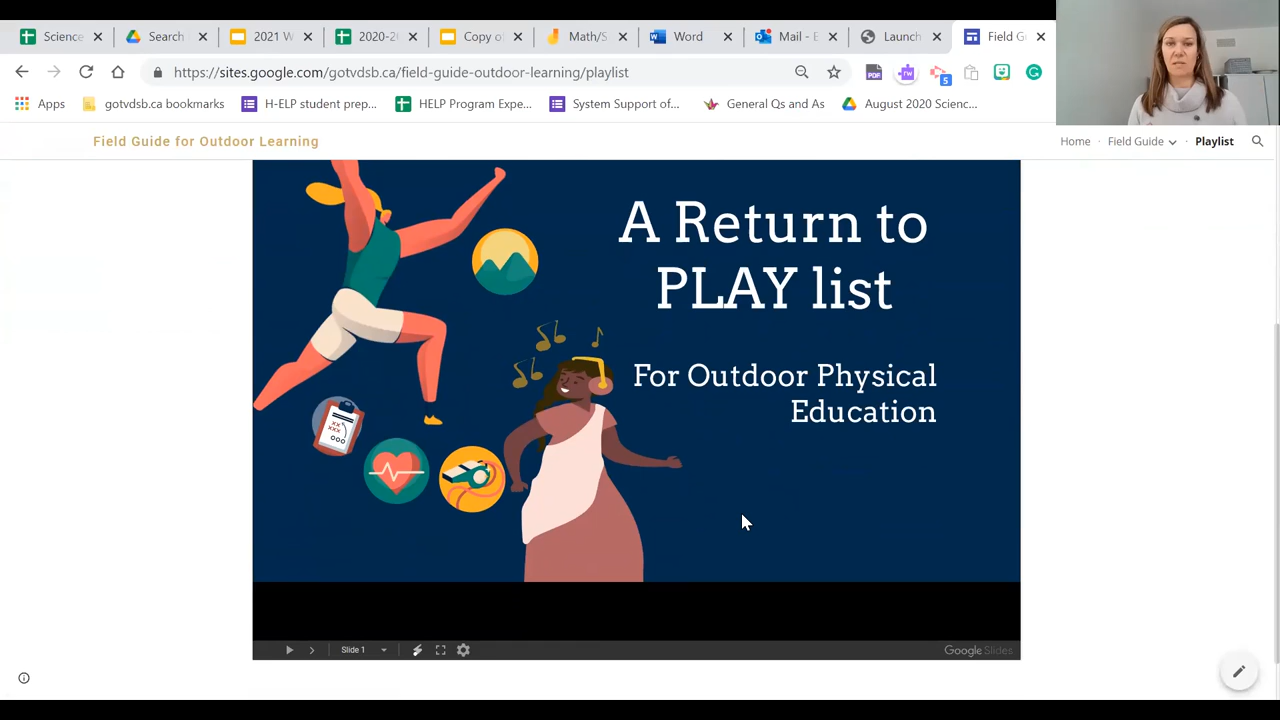 Science
Search
2021 W
2020-2(
Copy o
Math/S
Word
Mail - E
Launch
Field G
https://sites.google.com/gotvdsb.ca/field-guide-outdoor-learning/playlist
PDF
rw
5
Apps
gotvdsb.ca bookmarks
H-ELP student prep...
HELP Program Expe...
System Support of...
General Qs and As
August 2020 Scienc...
Field Guide for Outdoor Learning
Home
Field Guide
Playlist
A Return to
PLAY list
For Outdoor Physical
Education
Slide 1
Google Slides